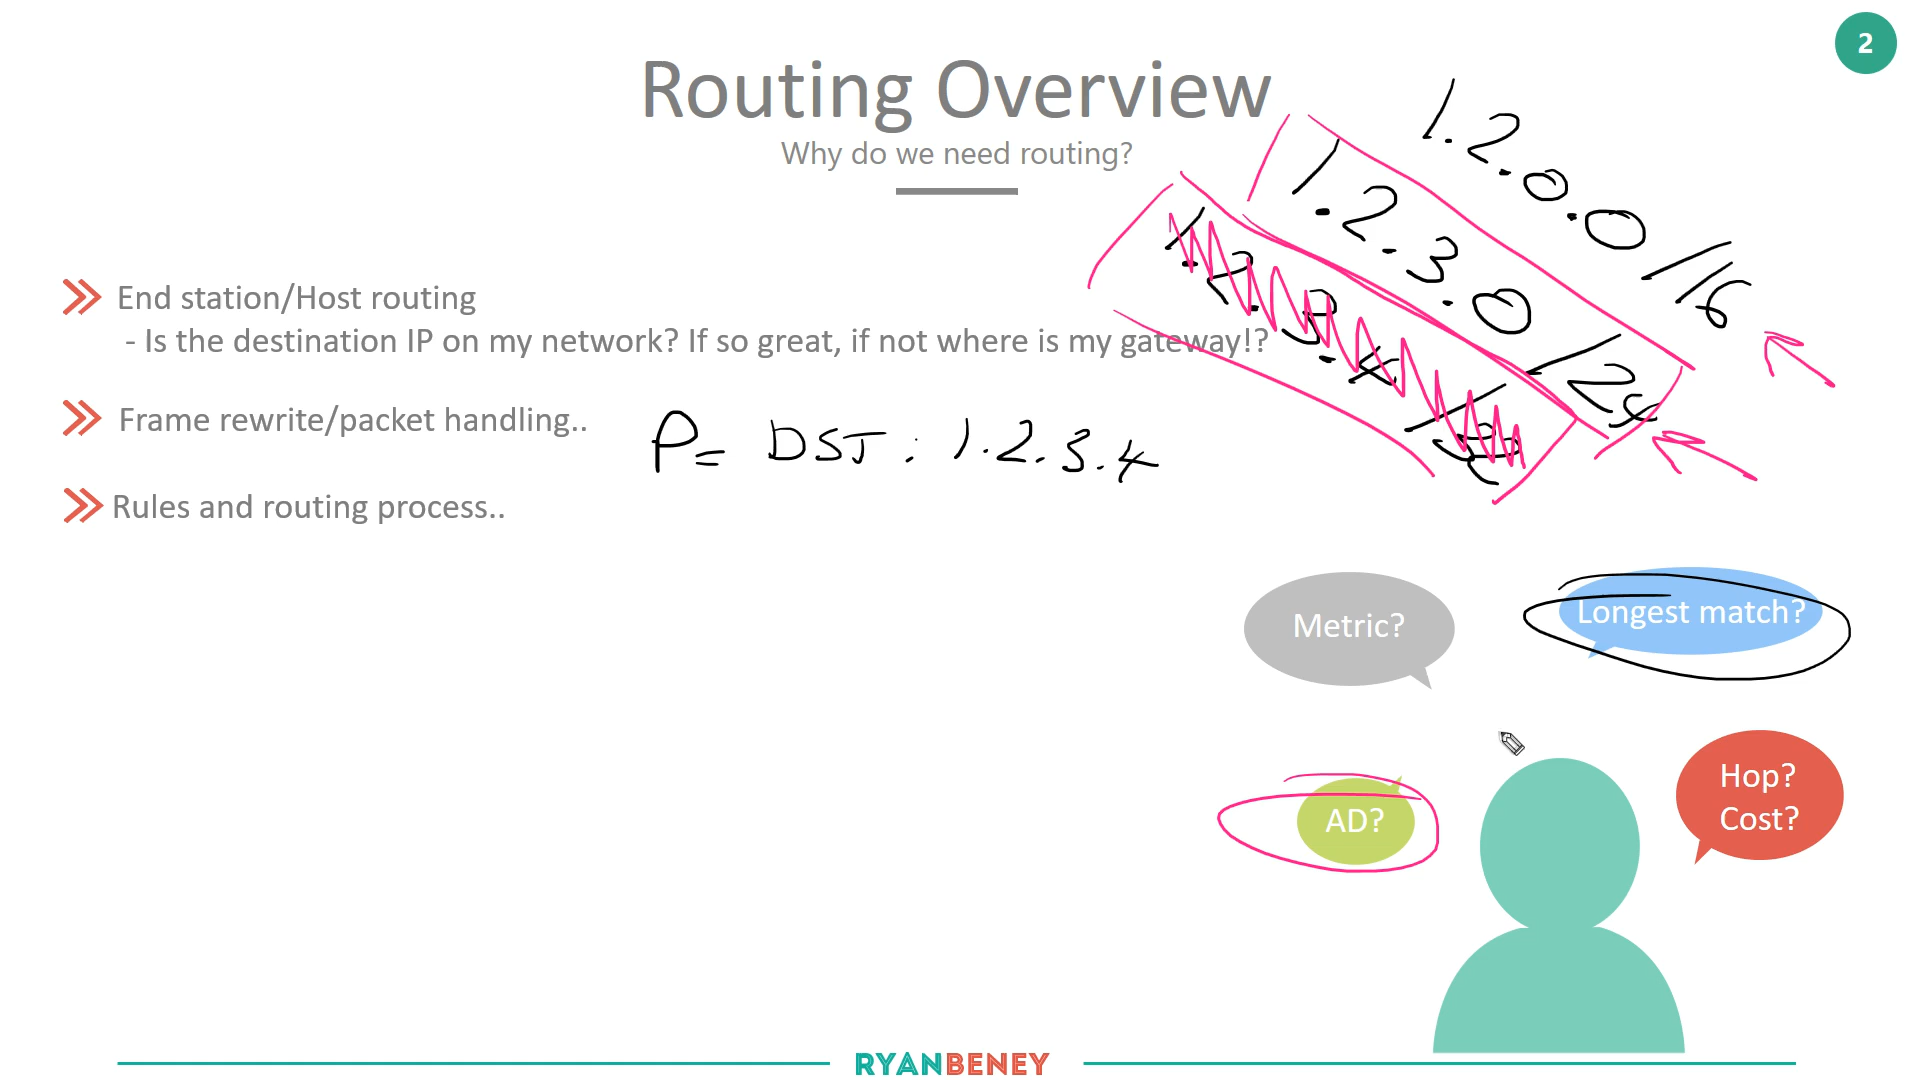 2
Routing Overview
Why do we need routing?
1.2.0.0/16
1.2.3.0/24
End station/Host routing
- Is the destination IP on my network? If so great, if not where is my gateway!?
Frame rewrite/packet handling..
P= DST: 1.2.3.4
Rules and routing process..
Metric?
Longest match?
AD?
Hop?
Cost?
RYANBENEY